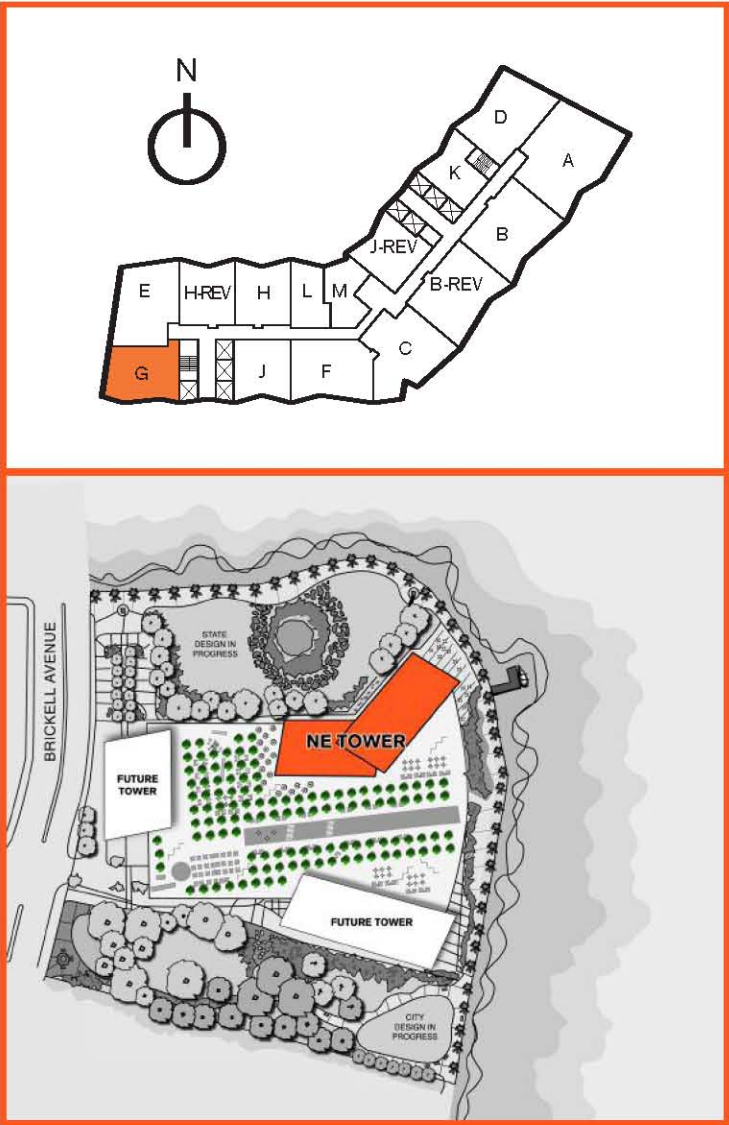 N
D
A
K
B
J-REV
B-REV
E
H-REV
H
L
M
C
G
J
F
STATE
DESIGN IN
PROGRESS
BRICKELL AVENUE
NE TOWER
FUTURE
TOWER
FUTURE TOWER
CITY
DESIGN IN
PROGRESS